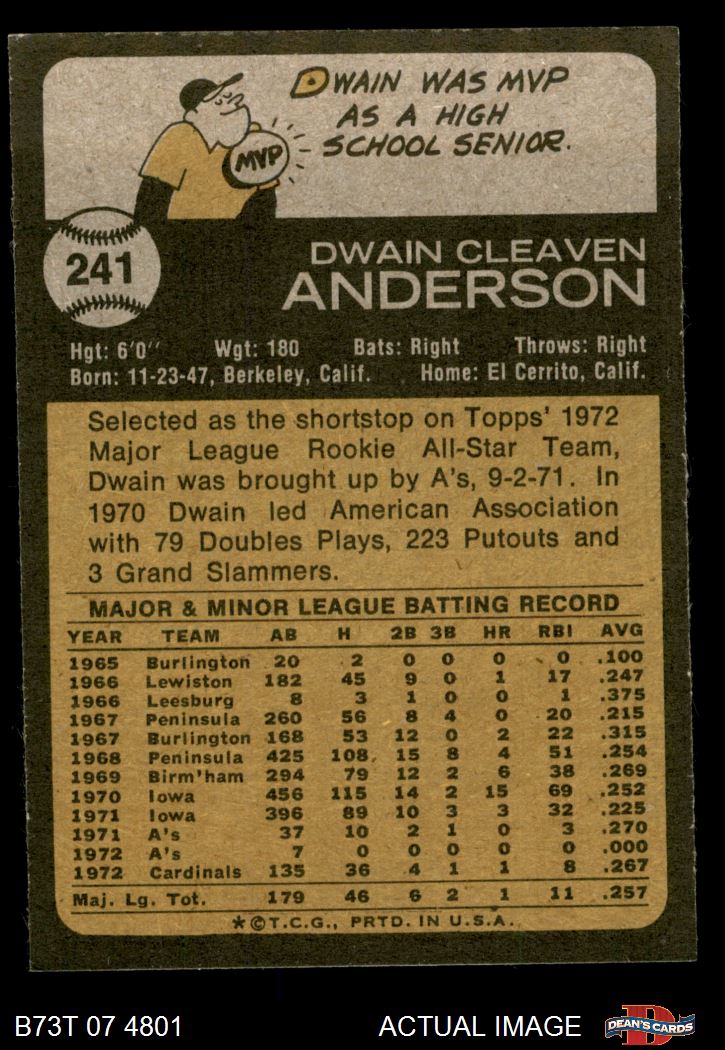 DWAIN WAS MVP
AS A HIGH
SCHOOL SENIOR.
MVP
241
DWAIN CLEAVEN
ANDERSON
Hgt: 6'0'' Wgt: 180 Bats: Right Throws: Right
Born: 11-23-47, Berkeley, Calif. Home: El Cerrito, Calif.
Selected as the shortstop on Topps' 1972
Major League Rookie All-Star Team,
Dwain was brought up by A's, 9-2-71. In
1970 Dwain led American Association
with 79 Doubles Plays, 223 Putouts and
3 Grand Slammers.
MAJOR & MINOR LEAGUE BATTING RECORD
YEAR TEAM AB H 2B 3B HR RBI AVG
1965 Burlington 20 2 0 0 0 0 .100
1966 Lewiston 182 45 9 0 1 17 .247
1966 Leesburg 8 3 1 0 0 1 .375
1967 Peninsula 260 56 8 4 0 20 .215
1967 Burlington 168 53 12 0 2 22 .315
1968 Peninsula 425 108 15 8 4 51 .254
1969 Birm'ham 294 79 12 2 6 38 .269
1970 Iowa 456 115 14 2 15 69 .252
1971 Iowa 396 89 10 3 3 32 .225
1971 A's 37 10 2 1 0 3 .270
1972 A's 7 0 0 0 0 0 .000
1972 Cardinals 135 36 4 1 1 8 .267
Maj. Lg. Tot. 179 46 6 2 1 11 .257
*©T.C.G., PRTD. IN U.S.A.
B73T 07 4801 ACTUAL IMAGE
DEAN'S CARDS